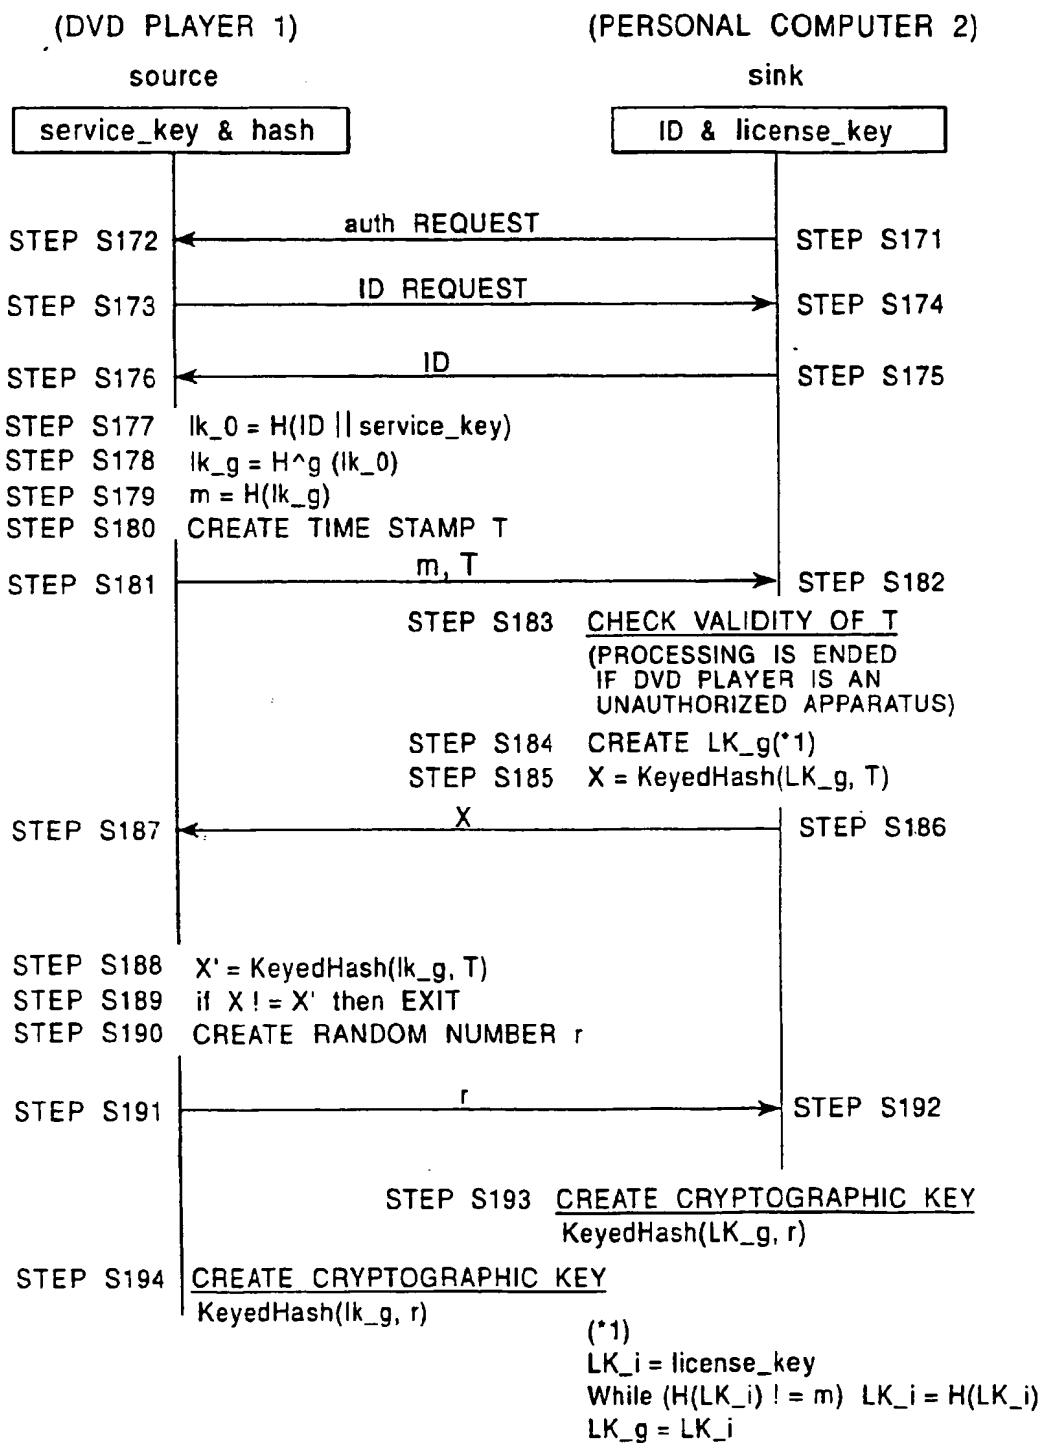 (DVD PLAYER 1) (PERSONAL COMPUTER 2)
source sink
service_key & hash ID & license_key
auth REQUEST
STEP S172 STEP S171
ID REQUEST
STEP S173 STEP S174
ID
STEP S176 STEP S175
STEP S177 lk_0 = H(ID || service_key)
STEP S178 lk_g = H^g (lk_0)
STEP S179 m = H(lk_g)
STEP S180 CREATE TIME STAMP T
m, T
STEP S181 STEP S182
STEP S183 CHECK VALIDITY OF T
(PROCESSING IS ENDED
IF DVD PLAYER IS AN
UNAUTHORIZED APPARATUS)
STEP S184 CREATE LK_g(*1)
STEP S185 X = KeyedHash(LK_g, T)
X
STEP S187 STEP S186
STEP S188 X' = KeyedHash(lk_g, T)
STEP S189 if X ! = X' then EXIT
STEP S190 CREATE RANDOM NUMBER r
r
STEP S191 STEP S192
STEP S193 CREATE CRYPTOGRAPHIC KEY
KeyedHash(LK_g, r)
STEP S194 CREATE CRYPTOGRAPHIC KEY
KeyedHash(lk_g, r)
(*1)
LK_i = license_key
While (H(LK_i) ! = m) LK_i = H(LK_i)
LK_g = LK_i